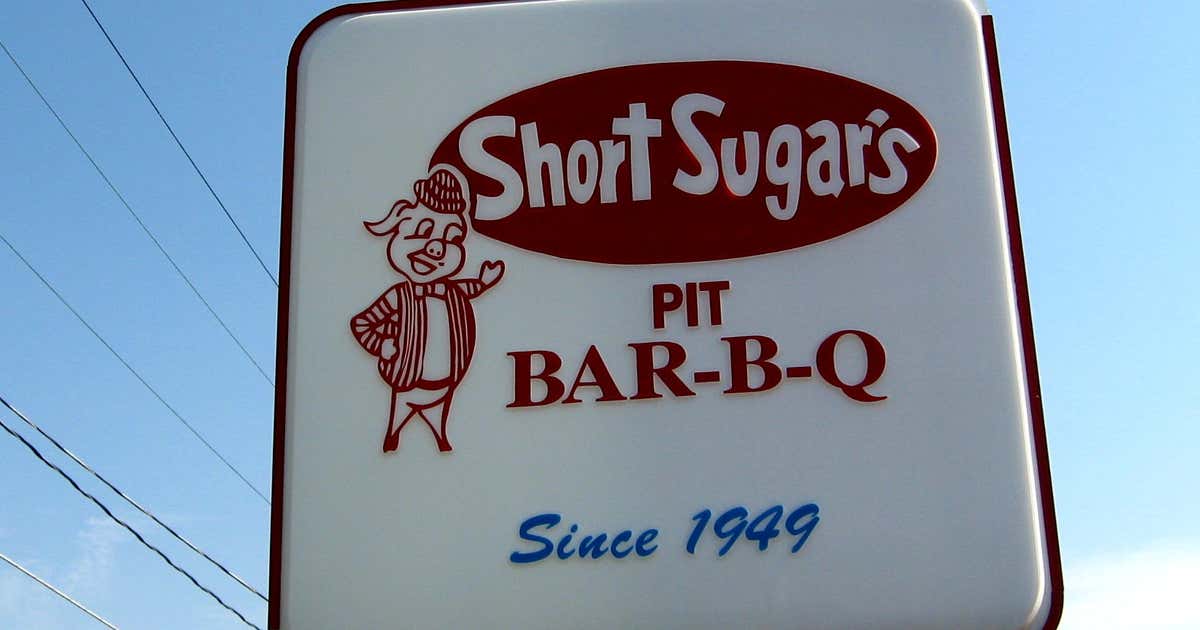 Short Sugar's
PIT
BAR-B-Q
Since 1949